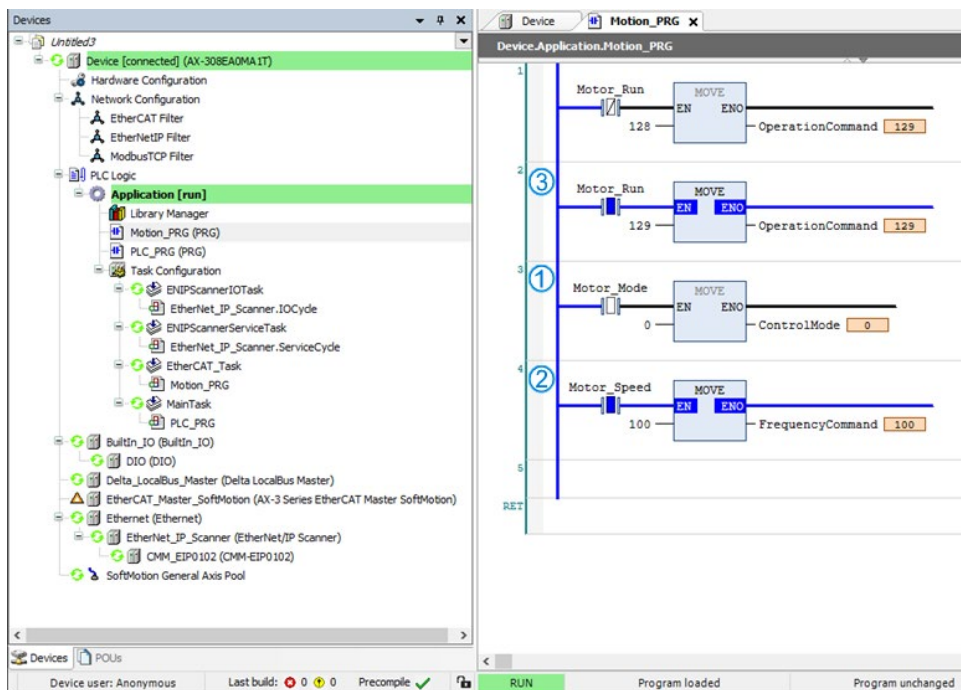 Devices
Untitled3
Device [connected] (AX-308EA0MA1T)
Hardware Configuration
Network Configuration
EtherCAT Filter
EtherNetIP Filter
ModbusTCP Filter
PLC Logic
Application [run]
Library Manager
Motion_PRG (PRG)
PLC_PRG (PRG)
Task Configuration
ENIPScannerIOTask
EtherNet_IP_Scanner.IOCycle
ENIPScannerServiceTask
EtherNet_IP_Scanner.ServiceCycle
EtherCAT_Task
Motion_PRG
MainTask
PLC_PRG
BuiltIn_IO (BuiltIn_IO)
DIO (DIO)
Delta_LocalBus_Master (Delta LocalBus Master)
EtherCAT_Master_SoftMotion (AX-3 Series EtherCAT Master SoftMotion)
Ethernet (Ethernet)
EtherNet_IP_Scanner (EtherNet/IP Scanner)
CMM_EIP0102 (CMM-EIP0102)
SoftMotion General Axis Pool
Devices POUs
Device Motion_PRG
Device.Application.Motion_PRG
1
Motor_Run MOVE
EN ENO
128 OperationCommand 129
2
③
Motor_Run MOVE
EN ENO
129 OperationCommand 129
3
①
Motor_Mode MOVE
EN ENO
0 ControlMode 0
4
②
Motor_Speed MOVE
EN ENO
100 FrequencyCommand 100
5
RET
Device user: Anonymous Last build: 0 0 Precompile RUN Program loaded Program unchanged